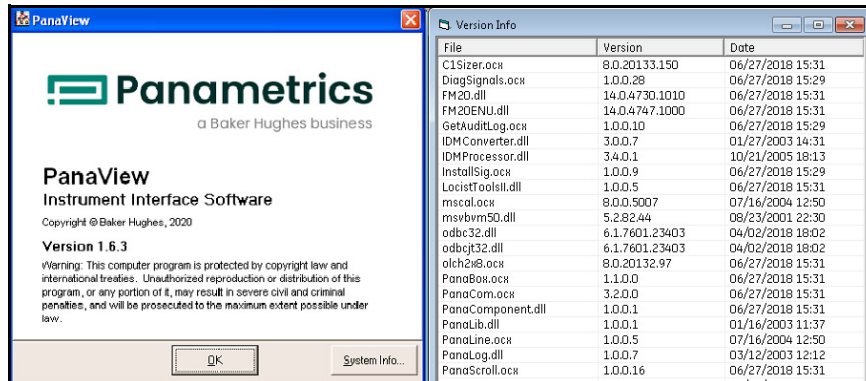 PanaView
Panametrics
a Baker Hughes business
PanaView
Instrument Interface Software
Copyright © Baker Hughes, 2020
Version 1.6.3
Warning: This computer program is protected by copyright law and
international treaties. Unauthorized reproduction or distribution of this
program, or any portion of it, may result in severe civil and criminal
penalties, and will be prosecuted to the maximum extent possible under
law.
OK
System Info...
Version Info
File Version Date
C1Sizer.ocx 8.0.20133.150 06/27/2018 15:31
DiagSignals.ocx 1.0.0.28 06/27/2018 15:29
FM20.dll 14.0.4730.1010 06/27/2018 15:31
FM20ENU.dll 14.0.4747.1000 06/27/2018 15:31
GetAuditLog.ocx 1.0.0.10 06/27/2018 15:29
IDMConverter.dll 3.0.0.7 01/27/2003 14:31
IDMProcessor.dll 3.4.0.1 10/21/2005 18:13
InstallSig.ocx 1.0.0.9 06/27/2018 15:29
LocistToolsII.dll 1.0.0.5 06/27/2018 15:31
mscal.ocx 8.0.0.5007 07/16/2004 12:50
msvbvm50.dll 5.2.82.44 08/23/2001 22:30
odbc32.dll 6.1.7601.23403 04/02/2018 18:02
odbcjt32.dll 6.1.7601.23403 04/02/2018 18:02
olch2x8.ocx 8.0.20132.97 06/27/2018 15:31
PanaBox.ocx 1.1.0.0 06/27/2018 15:31
PanaCom.ocx 3.2.0.0 06/27/2018 15:31
PanaComponent.dll 1.0.0.1 06/27/2018 15:31
PanaLib.dll 1.0.0.1 01/16/2003 11:37
PanaLine.ocx 1.0.0.5 07/16/2004 12:50
PanaLog.dll 1.0.0.7 03/12/2003 12:12
PanaScroll.ocx 1.0.0.16 06/27/2018 15:31